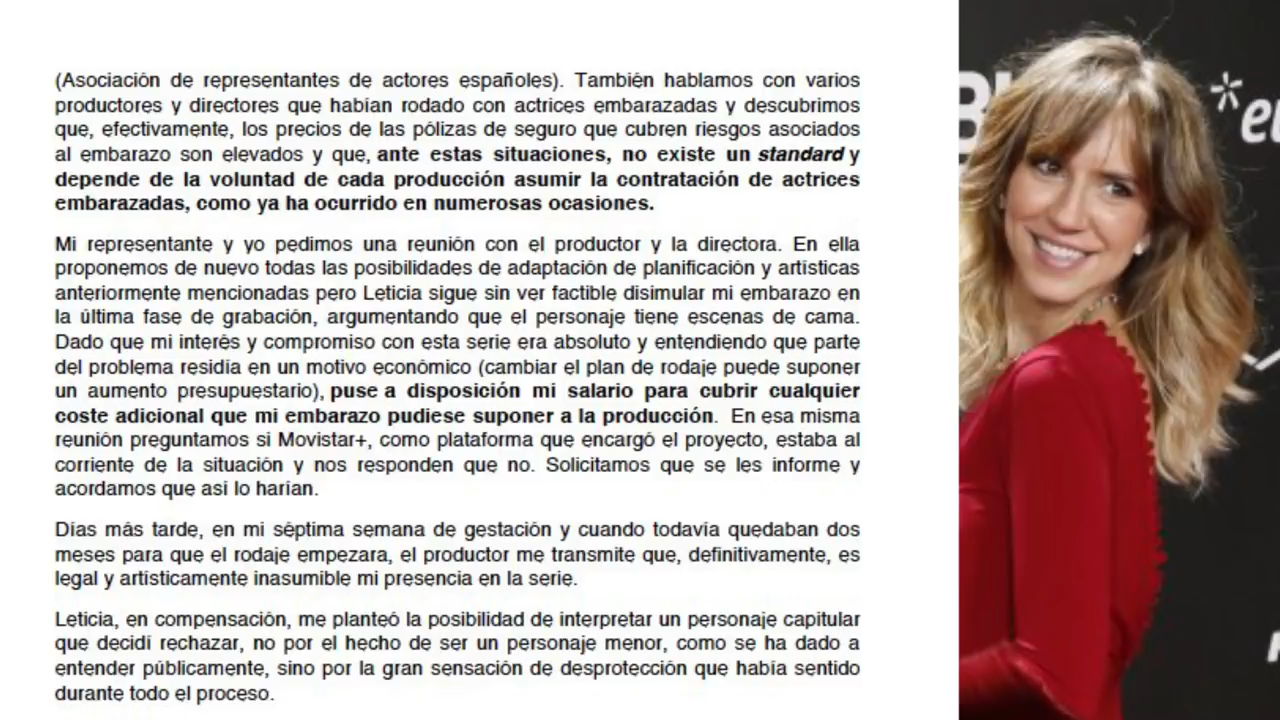 (Asociación de representantes de actores españoles). También hablamos con varios
productores y directores que habían rodado con actrices embarazadas y descubrimos
que, efectivamente, los precios de las pólizas de seguro que cubren riesgos asociados
al embarazo son elevados y que, ante estas situaciones, no existe un standard y
depende de la voluntad de cada producción asumir la contratación de actrices
embarazadas, como ya ha ocurrido en numerosas ocasiones.
Mi representante y yo pedimos una reunión con el productor y la directora. En ella
proponemos de nuevo todas las posibilidades de adaptación de planificación y artísticas
anteriormente mencionadas pero Leticia sigue sin ver factible disimular mi embarazo en
la última fase de grabación, argumentando que el personaje tiene escenas de cama.
Dado que mi interés y compromiso con esta serie era absoluto y entendiendo que parte
del problema residía en un motivo económico (cambiar el plan de rodaje puede suponer
un aumento presupuestario), puse a disposición mi salario para cubrir cualquier
coste adicional que mi embarazo pudiese suponer a la producción. En esa misma
reunión preguntamos si Movistar+, como plataforma que encargó el proyecto, estaba al
corriente de la situación y nos responden que no. Solicitamos que se les informe y
acordamos que así lo harían.
Días más tarde, en mi séptima semana de gestación y cuando todavía quedaban dos
meses para que el rodaje empezara, el productor me transmite que, definitivamente, es
legal y artísticamente inasumible mi presencia en la serie.
Leticia, en compensación, me planteó la posibilidad de interpretar un personaje capitular
que decidí rechazar, no por el hecho de ser un personaje menor, como se ha dado a
entender públicamente, sino por la gran sensación de desprotección que había sentido
durante todo el proceso.